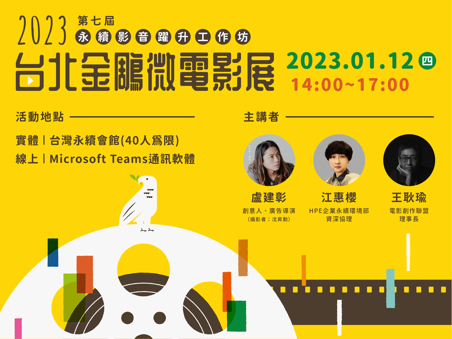 2023
第七屆
永續影音躍升工作坊
台北金鵰微電影展
2023.01.12 四
14:00~17:00
活動地點
實體|台灣永續會館(40人為限)
線上|Microsoft Teams通訊軟體
主講者
盧建彰
創意人、廣告導演
(攝影者:沈昇勳)
江惠櫻
HPE企業永續環境部
資深協理
王耿瑜
電影創作聯盟
理事長